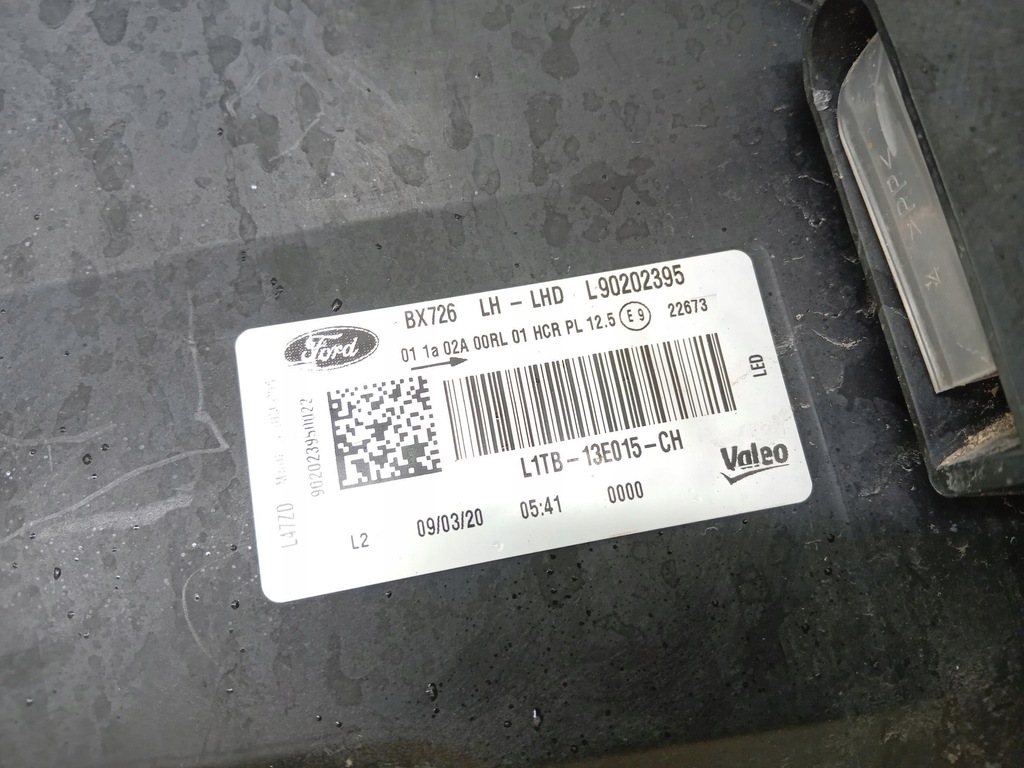 BX726 LH - LHD L90202395
Ford
01 1a 02A 00RL 01 HCR PL 12.5 E9 22673
LED
L1TB-13E015-CH
Valeo
L2 09/03/20 05:41 0000
L47ZD